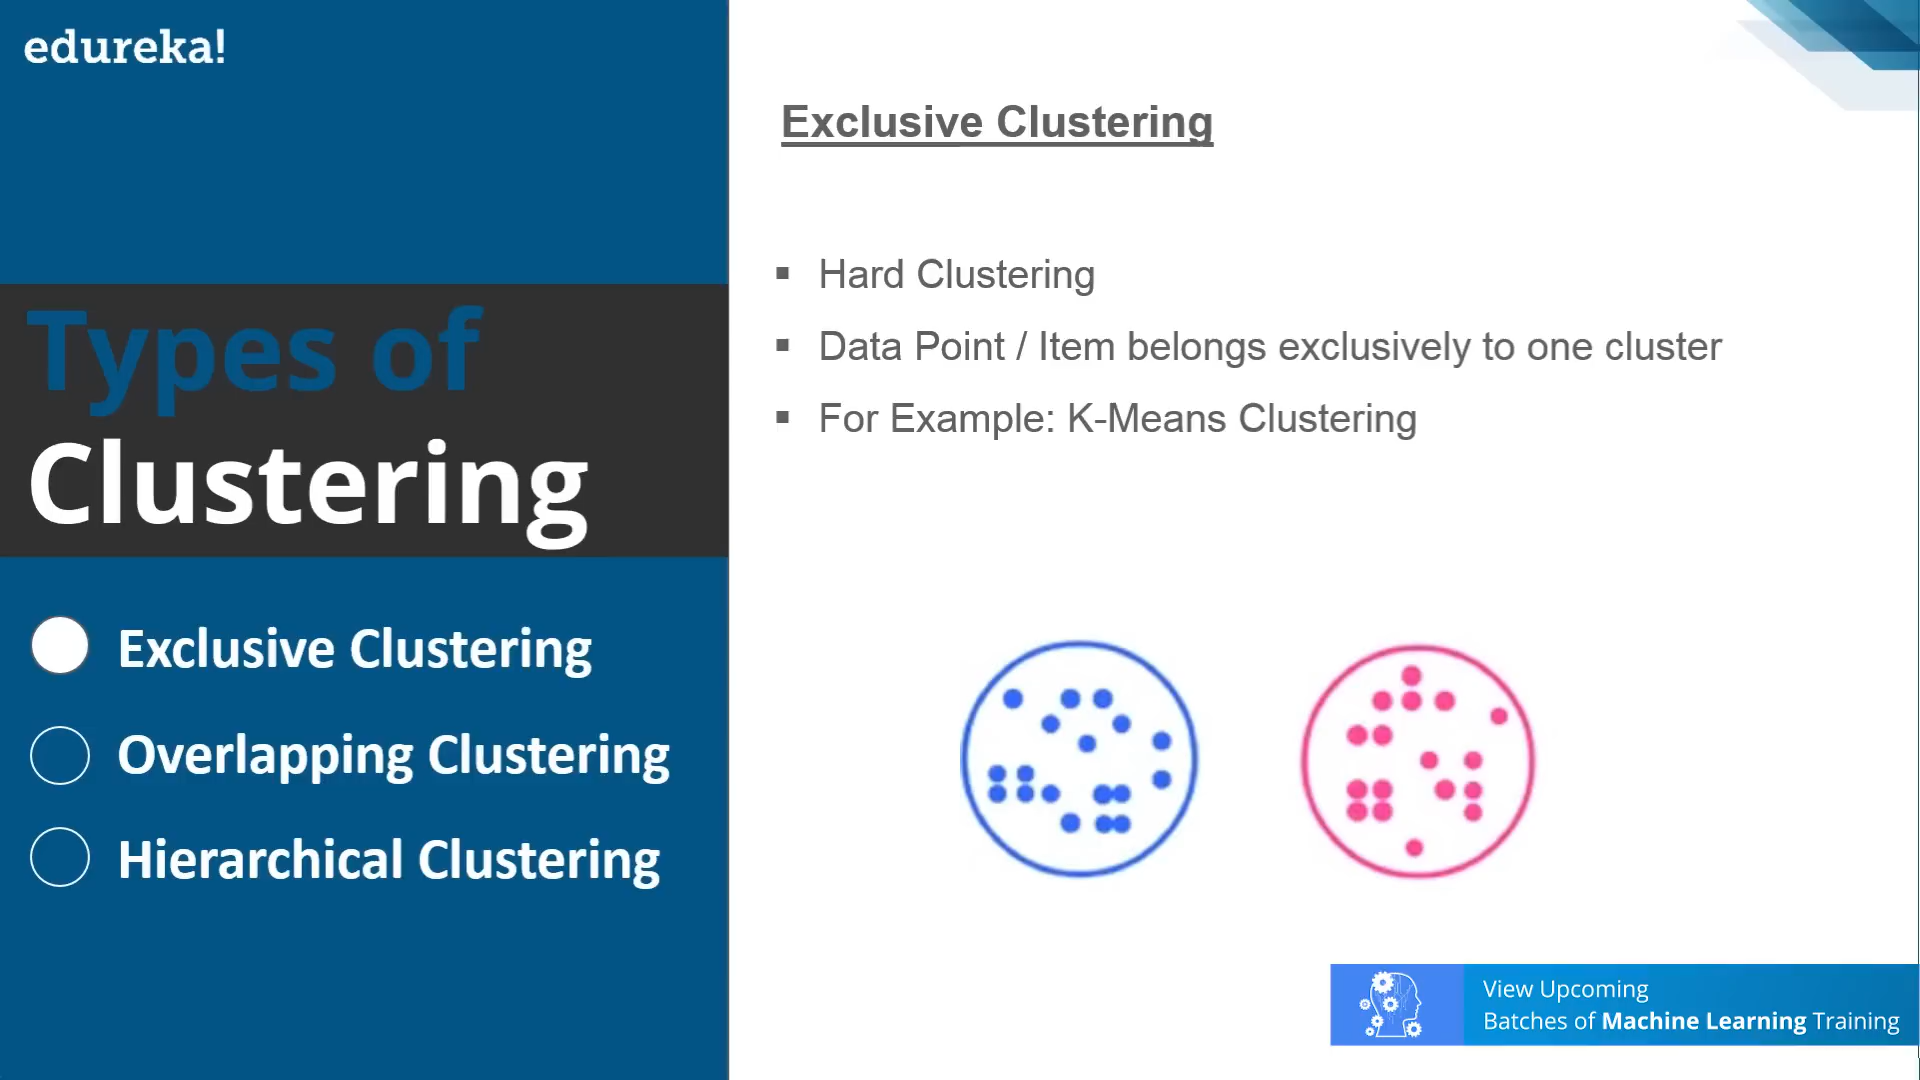 edureka!
Types of
Clustering
Exclusive Clustering
Overlapping Clustering
Hierarchical Clustering
Exclusive Clustering
▪ Hard Clustering
▪ Data Point / Item belongs exclusively to one cluster
▪ For Example: K-Means Clustering
View Upcoming
Batches of Machine Learning Training